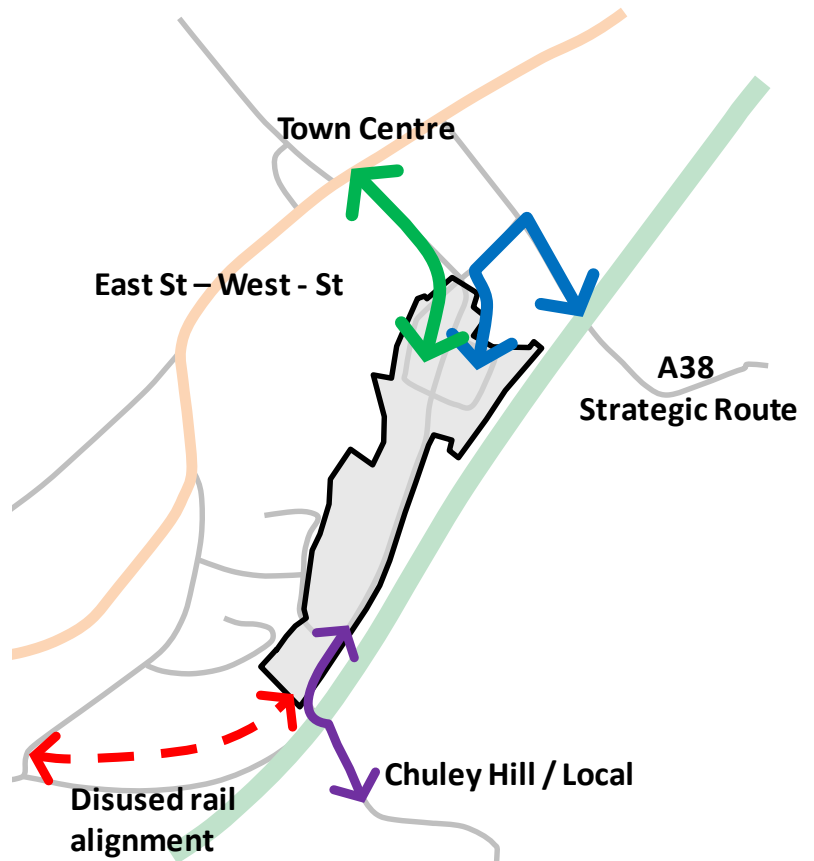 Town Centre
East St – West - St
A38
Strategic Route
Chuley Hill / Local
Disused rail
alignment